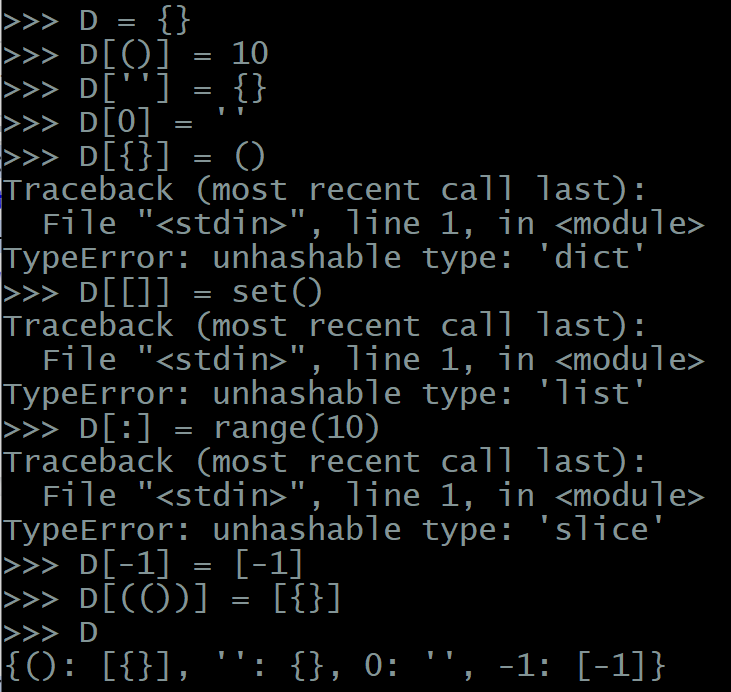 >>> D = {}
>>> D[()] = 10
>>> D[''] = {}
>>> D[0] = ''
>>> D[{}] = ()
Traceback (most recent call last):
  File "<stdin>", line 1, in <module>
TypeError: unhashable type: 'dict'
>>> D[[]] = set()
Traceback (most recent call last):
  File "<stdin>", line 1, in <module>
TypeError: unhashable type: 'list'
>>> D[:] = range(10)
Traceback (most recent call last):
  File "<stdin>", line 1, in <module>
TypeError: unhashable type: 'slice'
>>> D[-1] = [-1]
>>> D[(())] = [{}]
>>> D
{(): [{}], '': {}, 0: '', -1: [-1]}